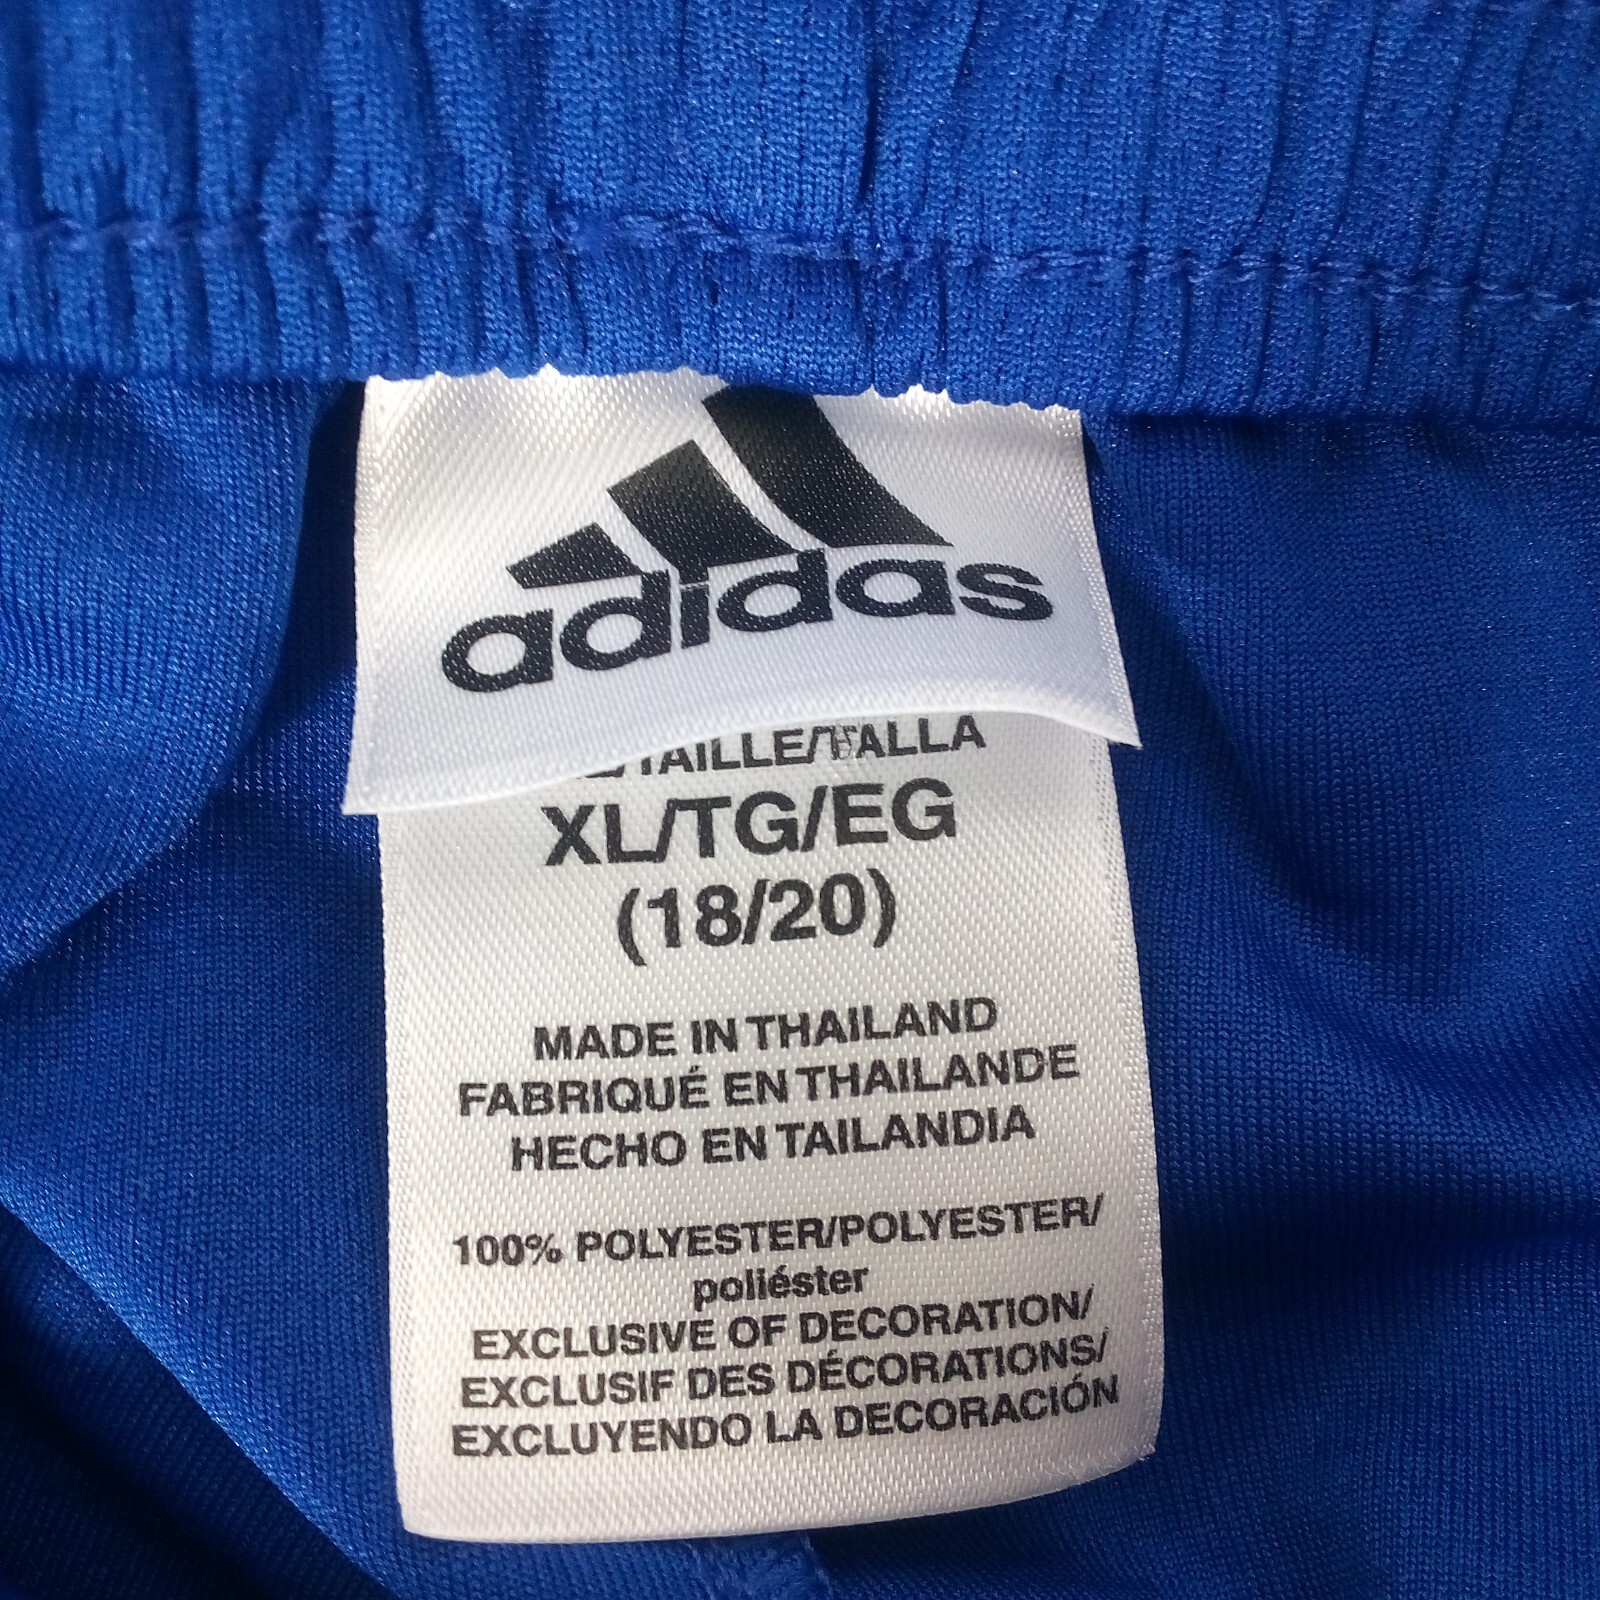 adidas
TAILLE/TALLA
XL/TG/EG
(18/20)
MADE IN THAILAND
FABRIQUÉ EN THAILANDE
HECHO EN TAILANDIA
100% POLYESTER/POLYESTER/
poliéster
EXCLUSIVE OF DECORATION/
EXCLUSIF DES DÉCORATIONS/
EXCLUYENDO LA DECORACIÓN